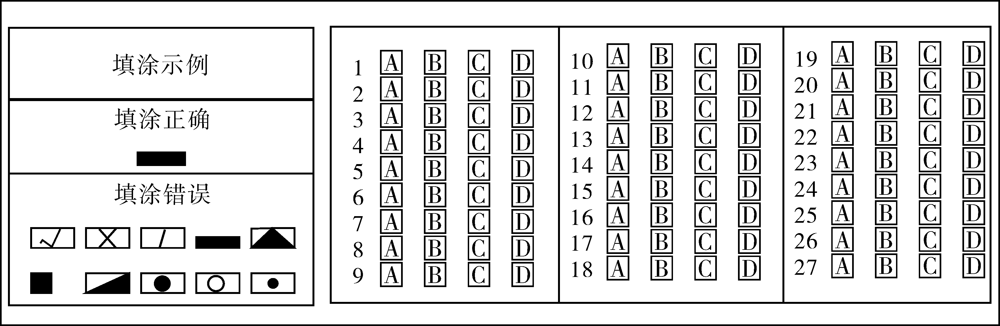 填涂示例
填涂正确
填涂错误
1 A B C D
2 A B C D
3 A B C D
4 A B C D
5 A B C D
6 A B C D
7 A B C D
8 A B C D
9 A B C D
10 A B C D
11 A B C D
12 A B C D
13 A B C D
14 A B C D
15 A B C D
16 A B C D
17 A B C D
18 A B C D
19 A B C D
20 A B C D
21 A B C D
22 A B C D
23 A B C D
24 A B C D
25 A B C D
26 A B C D
27 A B C D